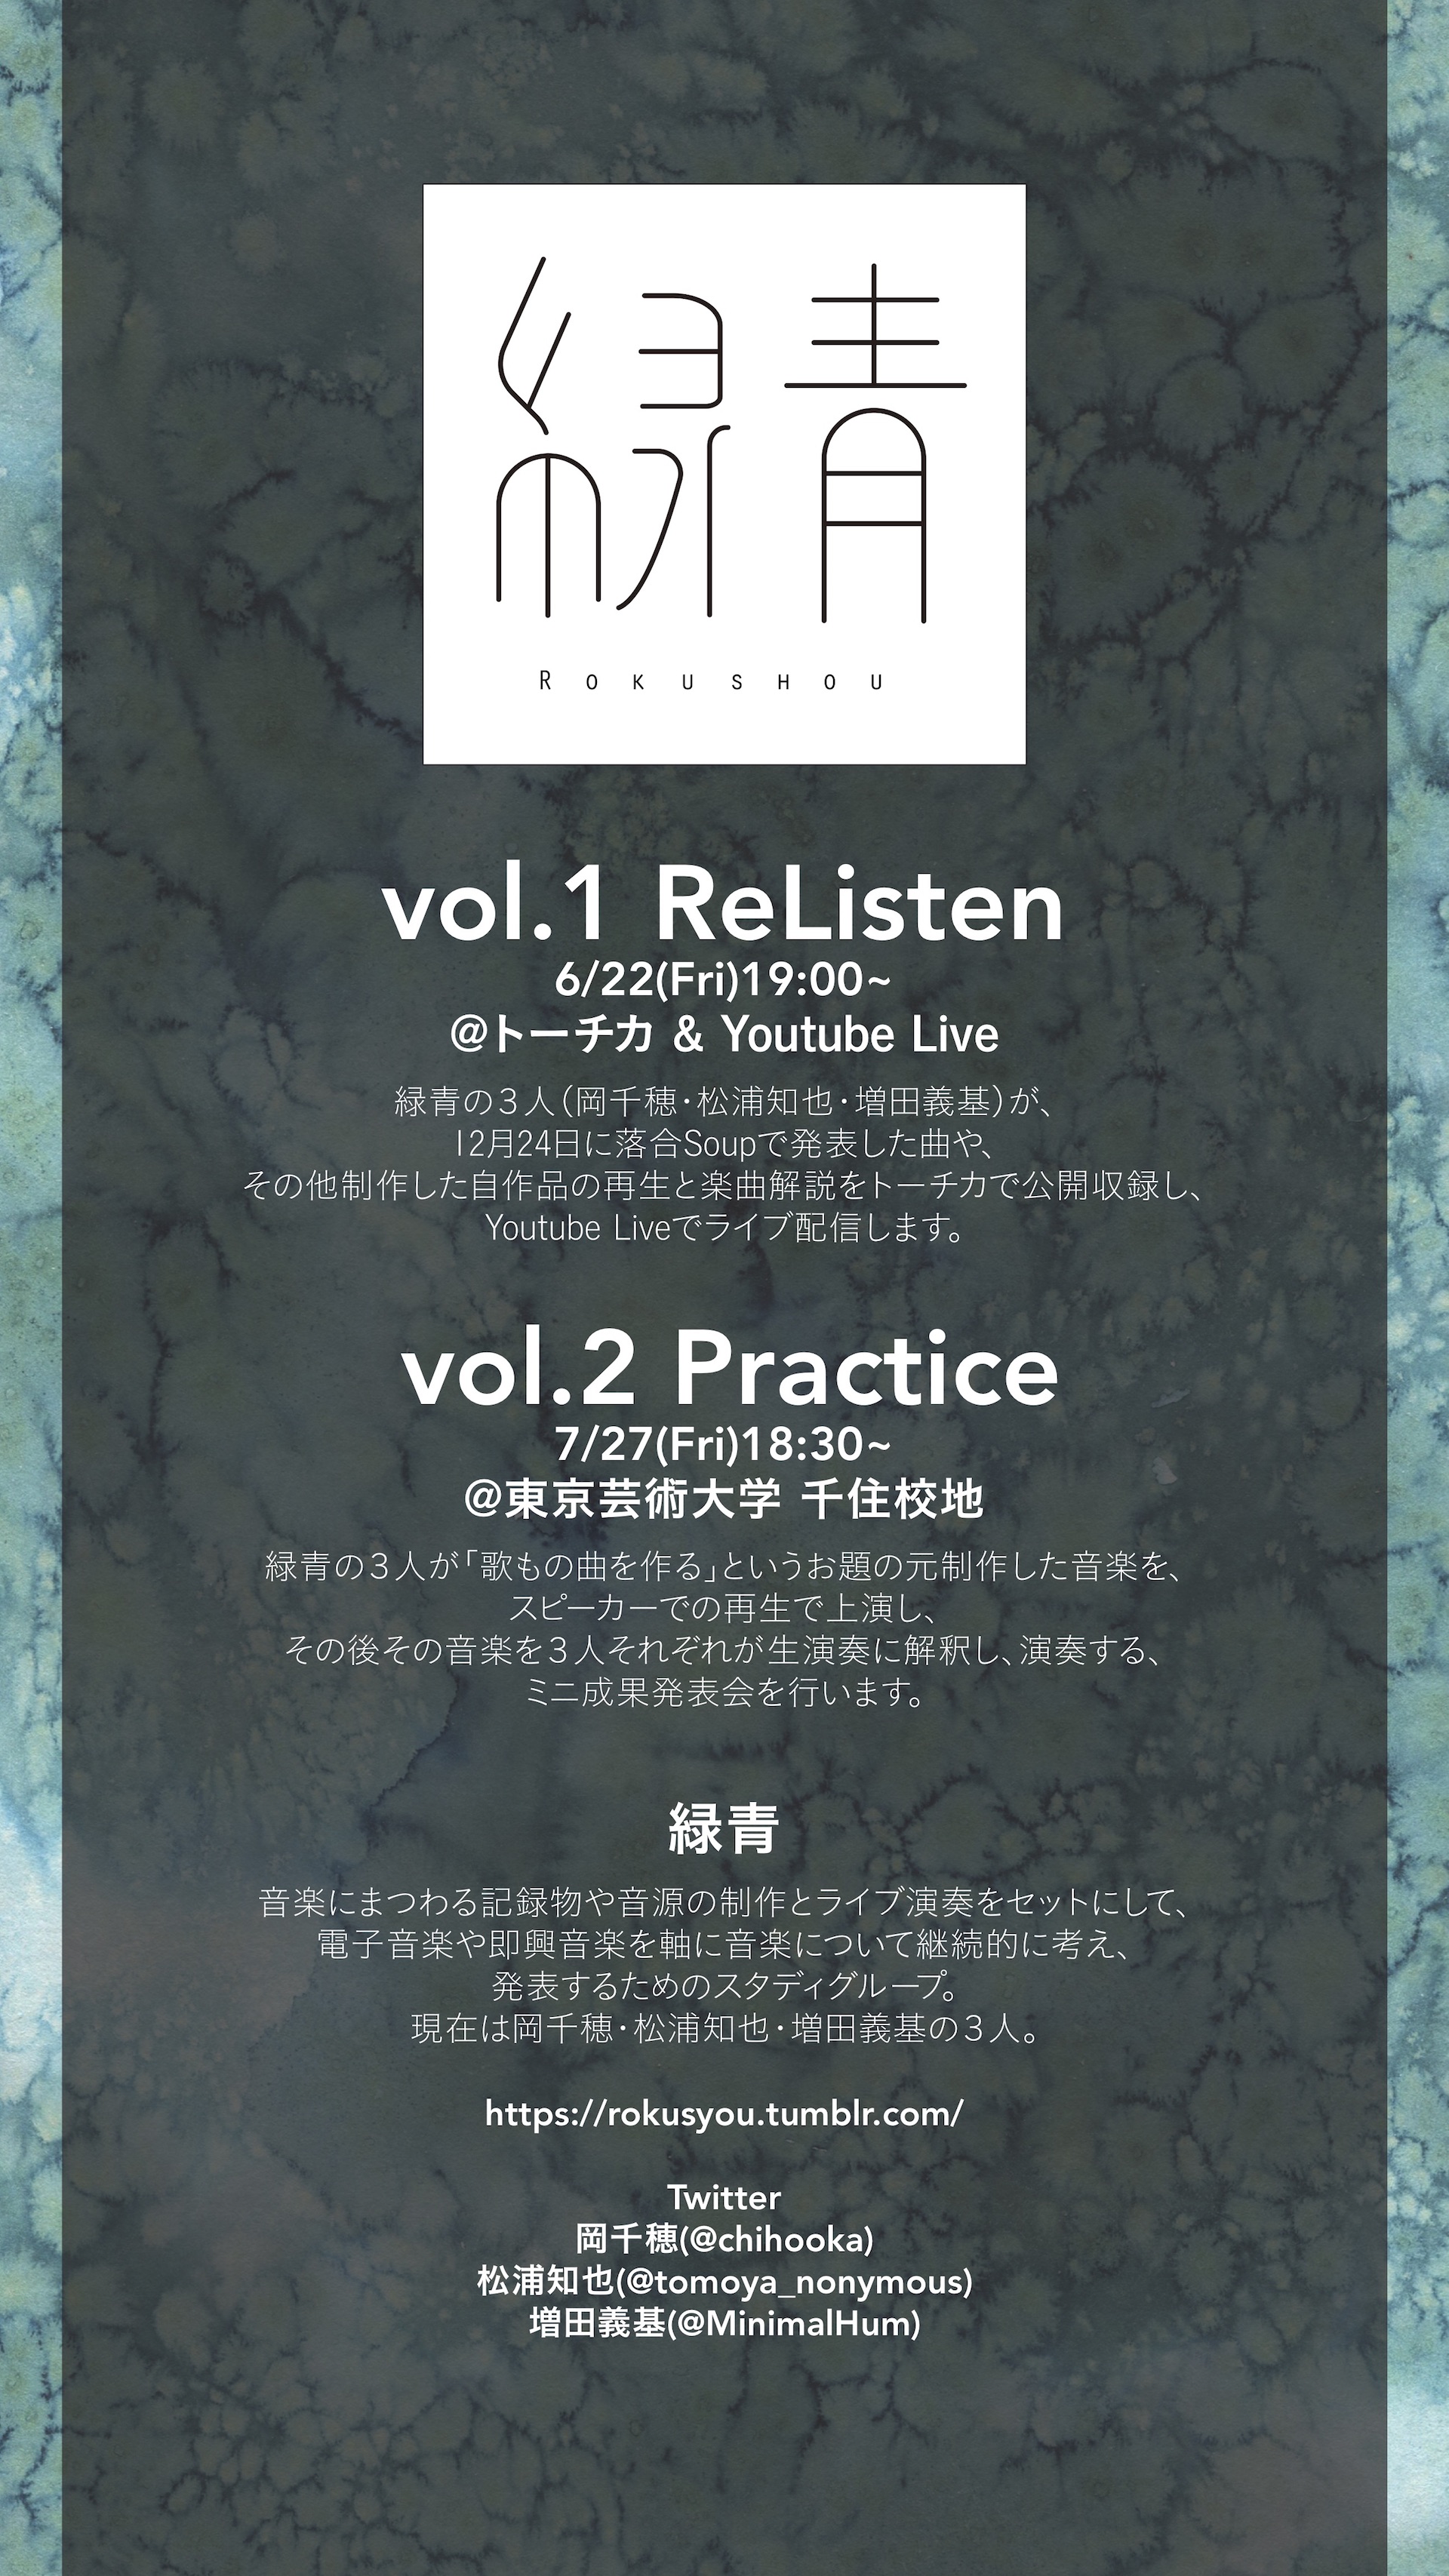 緑青
Rokushou
vol.1 ReListen
6/22(Fri)19:00~
@トーチカ & Youtube Live
緑青の3人(岡千穂・松浦知也・増田義基)が、
12月24日に落合Soupで発表した曲や、
その他制作した自作品の再生と楽曲解説をトーチカで公開収録し、
Youtube Liveでライブ配信します。
vol.2 Practice
7/27(Fri)18:30~
@東京芸術大学 千住校地
緑青の3人が「歌もの曲を作る」というお題の元制作した音楽を、
スピーカーでの再生で上演し、
その後その音楽を3人それぞれが生演奏に解釈し、演奏する、
ミニ成果発表会を行います。
緑青
音楽にまつわる記録物や音源の制作とライブ演奏をセットにして、
電子音楽や即興音楽を軸に音楽について継続的に考え、
発表するためのスタディグループ。
現在は岡千穂・松浦知也・増田義基の3人。
https://rokusyou.tumblr.com/
Twitter
岡千穂(@chihooka)
松浦知也(@tomoya_nonymous)
増田義基(@MinimalHum)